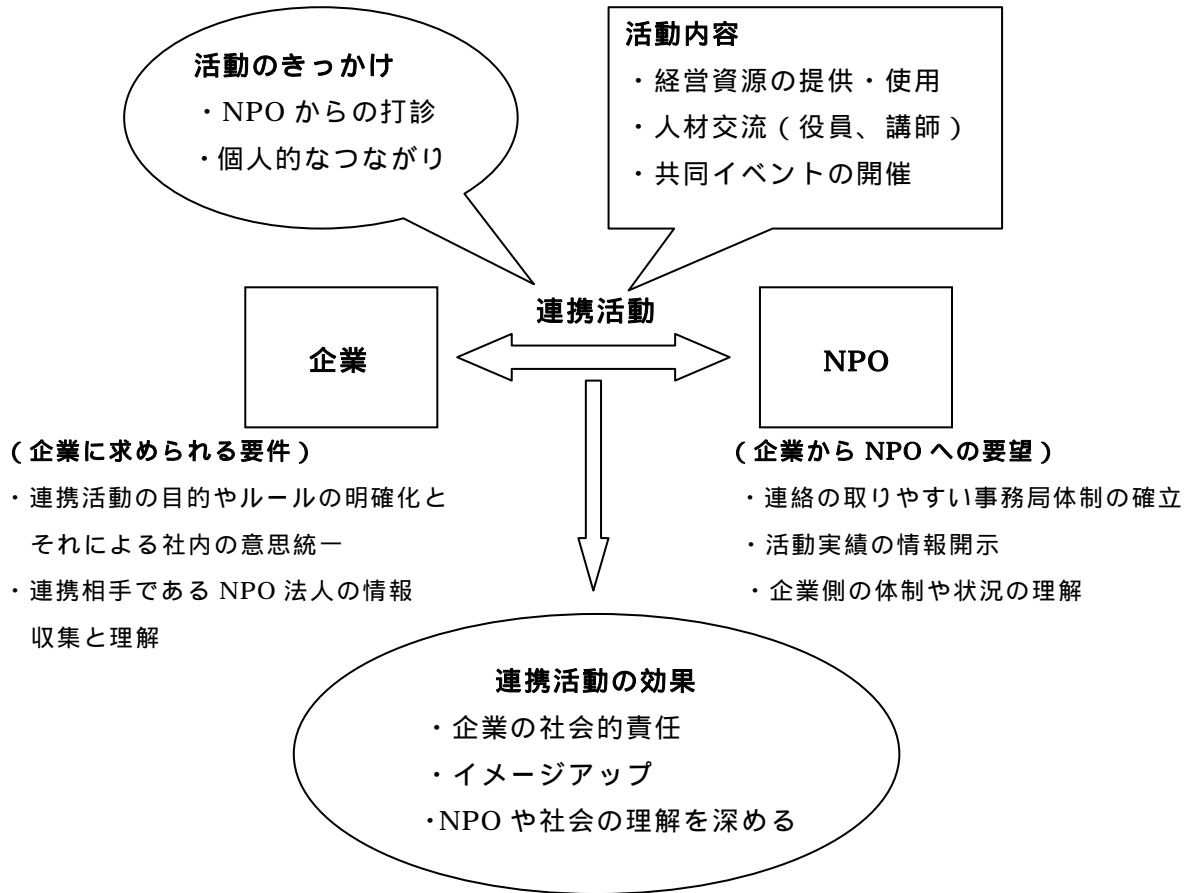 活動のきっかけ
・NPO からの打診
・個人的なつながり
活動内容
・経営資源の提供・使用
・人材交流（役員、講師）
・共同イベントの開催
連携活動
企業
NPO
（企業に求められる要件）
・連携活動の目的やルールの明確化と
それによる社内の意思統一
・連携相手である NPO 法人の情報
収集と理解
（企業から NPO への要望）
・連絡の取りやすい事務局体制の確立
・活動実績の情報開示
・企業側の体制や状況の理解
連携活動の効果
・企業の社会的責任
・イメージアップ
・NPO や社会の理解を深める